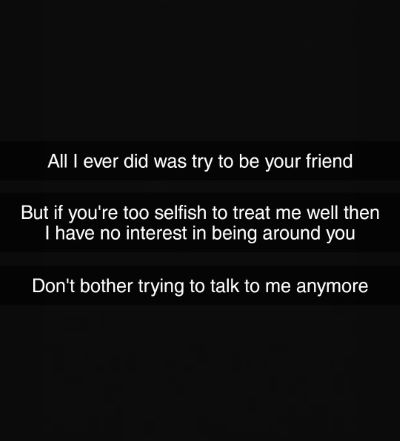 All I ever did was try to be your friend
But if you're too selfish to treat me well then
I have no interest in being around you
Don't bother trying to talk to me anymore